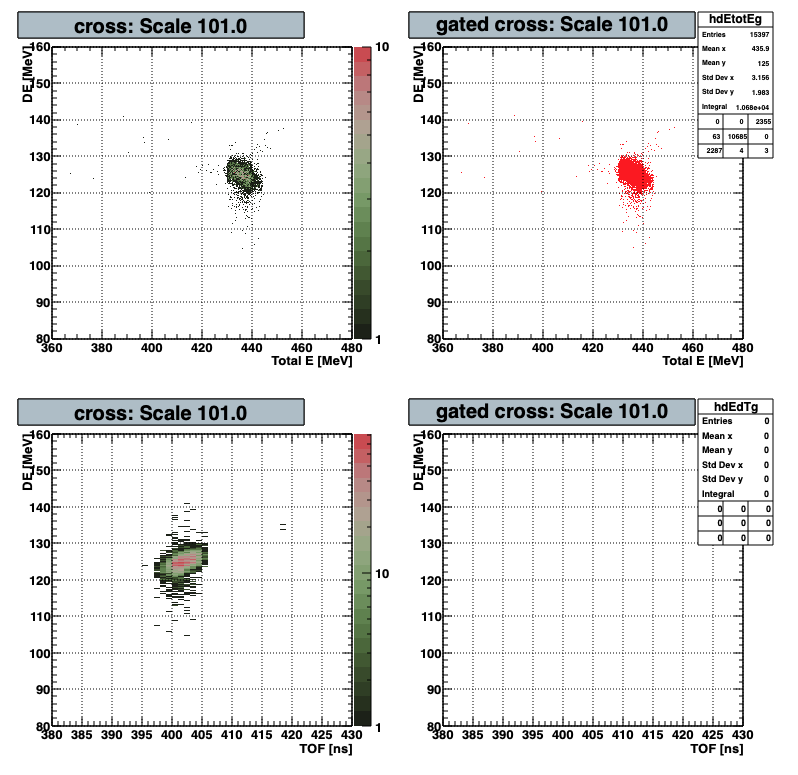 cross: Scale 101.0
DE [MeV]
160
150
140
130
120
110
100
90
80
360 380 400 420 440 460 480
Total E [MeV]
10
1
gated cross: Scale 101.0
DE [MeV]
160
150
140
130
120
110
100
90
80
360 380 400 420 440 460 480
Total E [MeV]
hdEtotEg
Entries 15397
Mean x 435.9
Mean y 125
Std Dev x 3.156
Std Dev y 1.983
Integral 1.068e+04
0 0 2355
63 10685 0
2287 4 3
cross: Scale 101.0
DE [MeV]
160
150
140
130
120
110
100
90
80
380 385 390 395 400 405 410 415 420 425 430
TOF [ns]
10
1
gated cross: Scale 101.0
DE [MeV]
160
150
140
130
120
110
100
90
80
380 385 390 395 400 405 410 415 420 425 430
TOF [ns]
hdEdTg
Entries 0
Mean x 0
Mean y 0
Std Dev x 0
Std Dev y 0
Integral 0
0 0 0
0 0 0
0 0 0